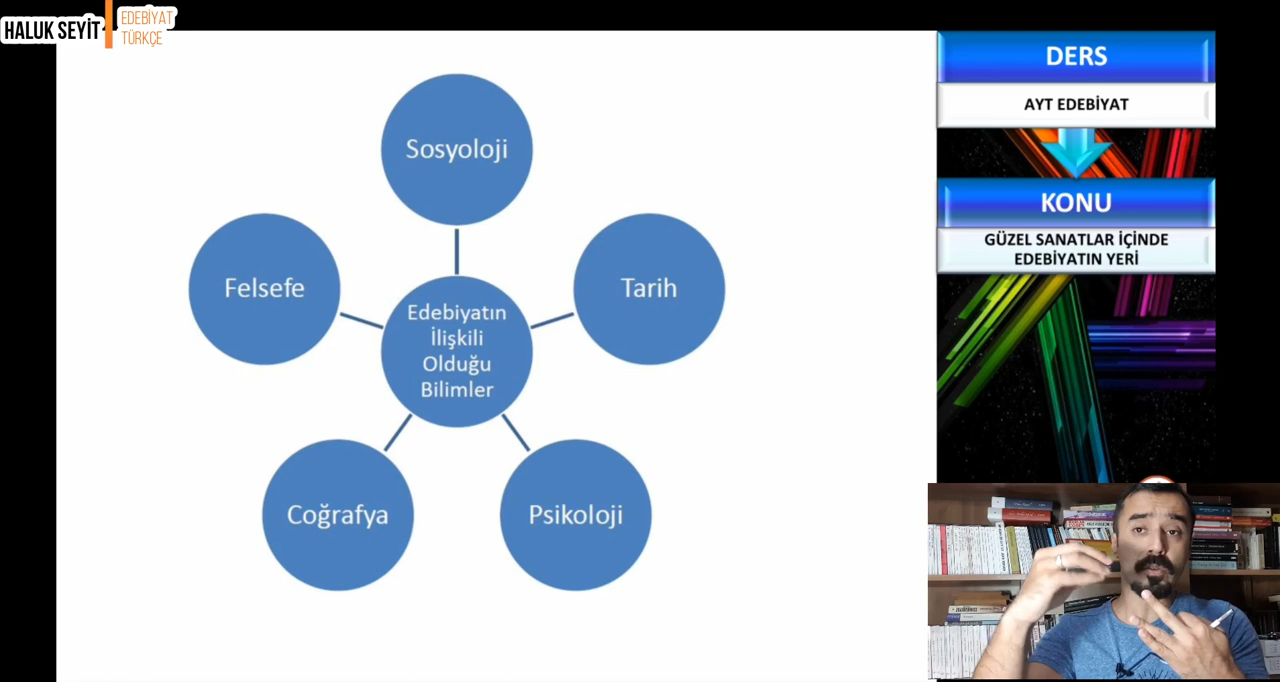 HALUK SEYİT
EDEBİYAT
TÜRKÇE
Sosyoloji
Felsefe
Tarih
Edebiyatın
İlişkili
Olduğu
Bilimler
Coğrafya
Psikoloji
DERS
AYT EDEBİYAT
KONU
GÜZEL SANATLAR İÇİNDE
EDEBİYATIN YERİ